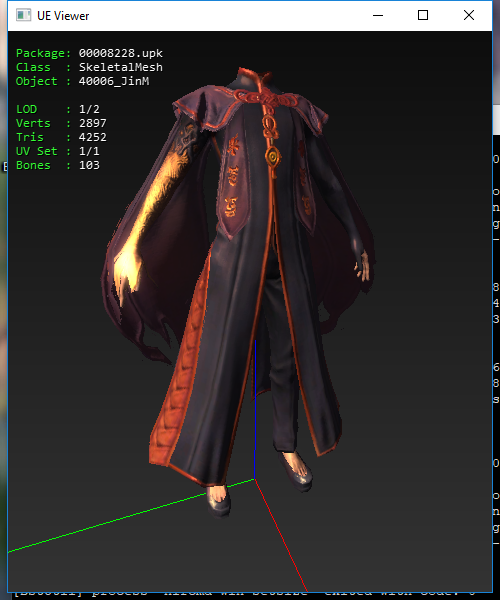 UE Viewer
Package: 00008228.upk
Class : SkeletalMesh
Object : 40006_JinM
LOD : 1/2
Verts : 2897
Tris : 4252
UV Set : 1/1
Bones : 103